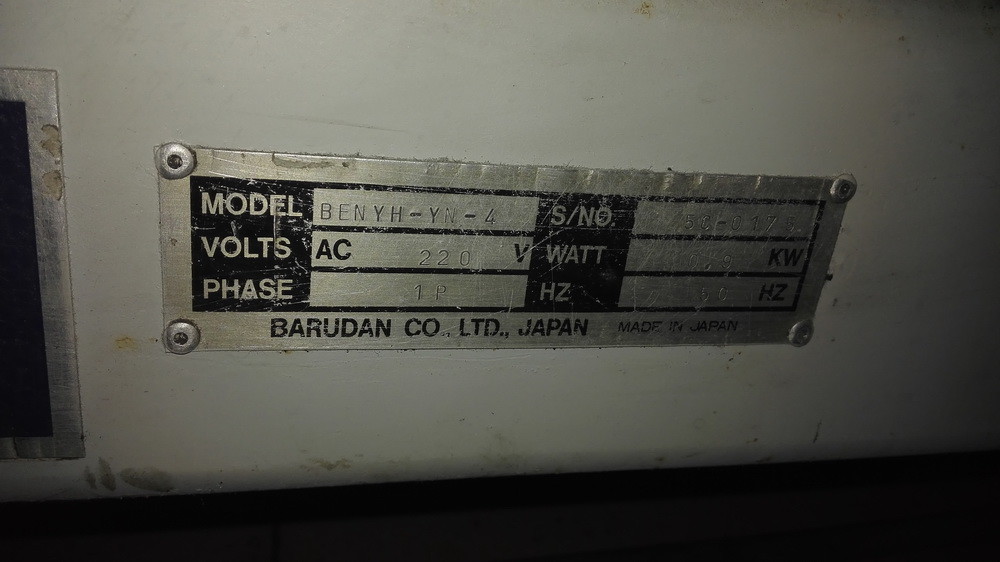 MODEL BENYH-YN-4 S/NO.
VOLTS AC 220 V WATT KW
PHASE 1P HZ 50 HZ
BARUDAN CO., LTD., JAPAN MADE IN JAPAN